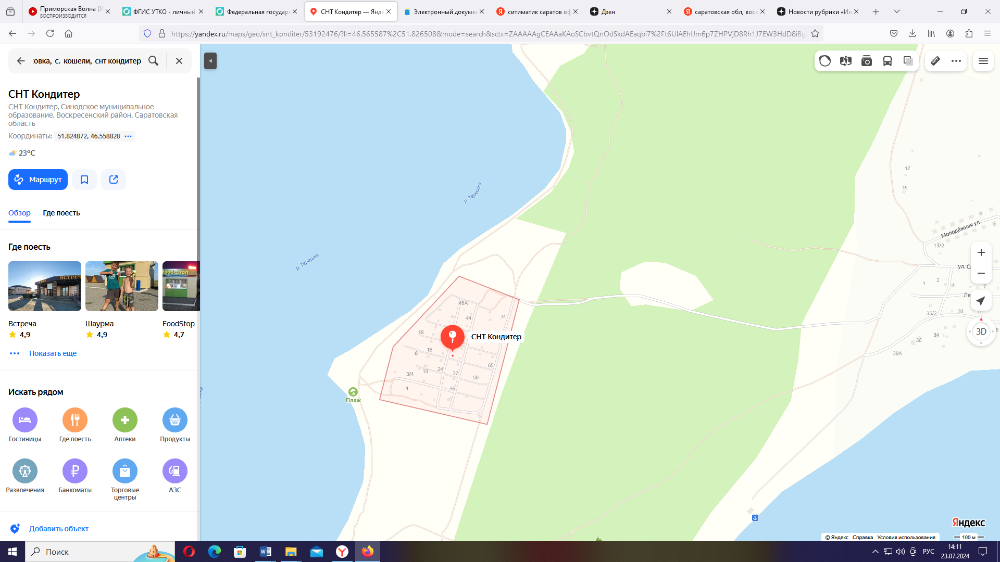 Приморская Волна (У
ВОСПРОИЗВОДИТСЯ
ФГИС УТКО - личный
Федеральная государс
СНТ Кондитер — Янде
Электронный докумен
ситиматик саратов оф
Дзен
саратовская обл, воск
Новости рубрики «Ин
https://yandex.ru/maps/geo/snt_konditer/53192476/?ll=46.565587%2C51.826508&mode=search&sctx=
овка, с. кошели, снт кондитер
СНТ Кондитер
СНТ Кондитер, Синодское муниципальное
образование, Воскресенский район, Саратовская
область
Координаты: 51.824872, 46.558828
23°C
Маршрут
Обзор
Где поесть
Где поесть
КАФЕ ВСТРЕЧ
food-стоп
Встреча
Шаурма
FoodStop
4,9
4,9
4,7
Показать ещё
Искать рядом
Гостиницы
Где поесть
Аптеки
Продукты
Развлечения
Банкоматы
Торговые
центры
АЗС
Добавить объект
р. Терешка
р. Терешка
45А
44
71
18
СНТ Кондитер
16
6
65
24
13
37
3/4
50
1
35
Пляж
17
15
4
1
Молодёжная ул.
13/2
ул. С
1
2
4
7
Ле
35/2
33
34
36
38А
8
3D
Яндекс
© Яндекс Справка Условия использования
100 м
Поиск
РУС
14:11
23.07.2024